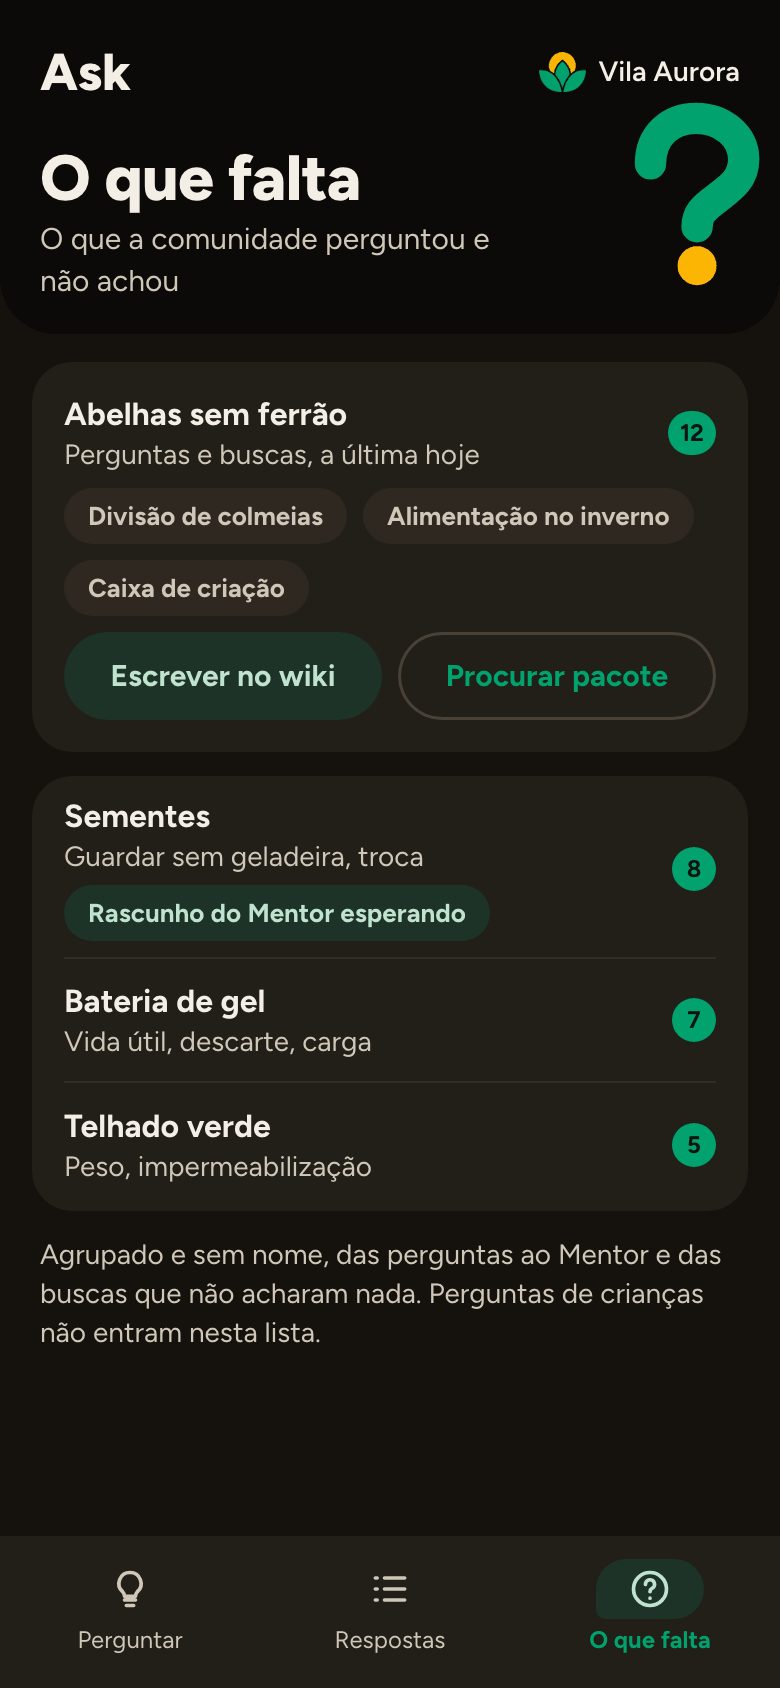 Ask
Vila Aurora
O que falta
O que a comunidade perguntou e
não achou
?
Abelhas sem ferrão
Perguntas e buscas, a última hoje
12
Divisão de colmeias
Alimentação no inverno
Caixa de criação
Escrever no wiki
Procurar pacote
Sementes
Guardar sem geladeira, troca
Rascunho do Mentor esperando
8
Bateria de gel
Vida útil, descarte, carga
7
Telhado verde
Peso, impermeabilização
5
Agrupado e sem nome, das perguntas ao Mentor e das
buscas que não acharam nada. Perguntas de crianças
não entram nesta lista.
Perguntar
Respostas
O que falta